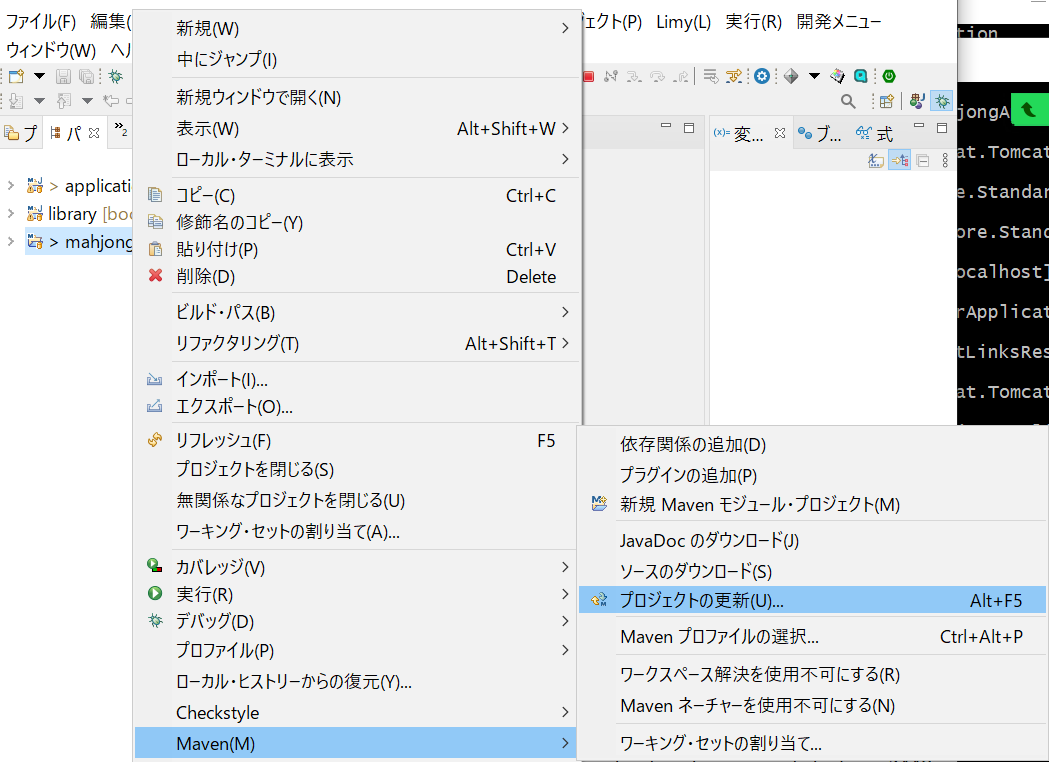 ファイル(F) 編集(
新規(W)
ジェクト(P) Limy(L) 実行(R) 開発メニュー
ウィンドウ(W) ヘル
中にジャンプ(I)
新規ウィンドウで開く(N)
表示(W) Alt+Shift+W
ローカル・ターミナルに表示
プ パ »2
(x)= 変... ブ... 式
コピー(C) Ctrl+C
修飾名のコピー(Y)
貼り付け(P) Ctrl+V
削除(D) Delete
> applicati
library [boo
> mahjong
ビルド・パス(B)
リファクタリング(T) Alt+Shift+T
インポート(I)...
エクスポート(O)...
リフレッシュ(F) F5
プロジェクトを閉じる(S)
無関係なプロジェクトを閉じる(U)
ワーキング・セットの割り当て(A)...
カバレッジ(V)
実行(R)
デバッグ(D)
プロファイル(P)
ローカル・ヒストリーからの復元(Y)...
Checkstyle
Maven(M)
依存関係の追加(D)
プラグインの追加(P)
新規 Maven モジュール・プロジェクト(M)
JavaDoc のダウンロード(J)
ソースのダウンロード(S)
プロジェクトの更新(U)... Alt+F5
Maven プロファイルの選択... Ctrl+Alt+P
ワークスペース解決を使用不可にする(R)
Maven ネーチャーを使用不可にする(N)
ワーキング・セットの割り当て...
tion
jongA
at.Tomcat
e.Standar
ore.Stand
ocalhost]
rApplicat
tLinksRes
at.Tomcat